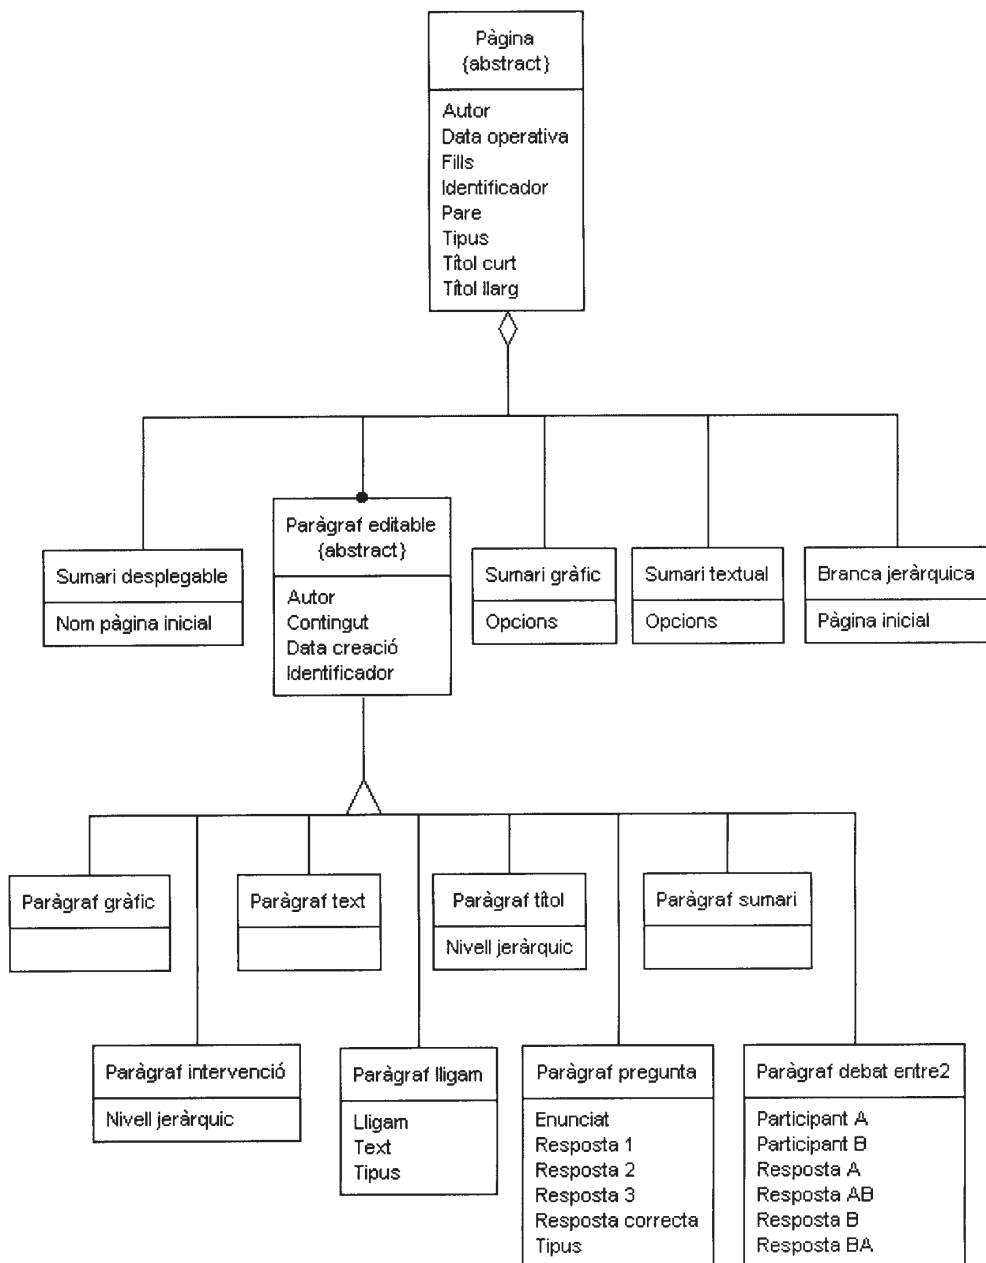 Pàgina
{abstract}
Autor
Data operativa
Fills
Identificador
Pare
Tipus
Títol curt
Títol llarg
Sumari desplegable
Nom pàgina inicial
Paràgraf editable
{abstract}
Autor
Contingut
Data creació
Identificador
Sumari gràfic
Opcions
Sumari textual
Opcions
Branca jeràrquica
Pàgina inicial
Paràgraf gràfic
Paràgraf text
Paràgraf títol
Nivell jeràrquic
Paràgraf sumari
Paràgraf intervenció
Nivell jeràrquic
Paràgraf lligam
Lligam
Text
Tipus
Paràgraf pregunta
Enunciat
Resposta 1
Resposta 2
Resposta 3
Resposta correcta
Tipus
Paràgraf debat entre2
Participant A
Participant B
Resposta A
Resposta AB
Resposta B
Resposta BA